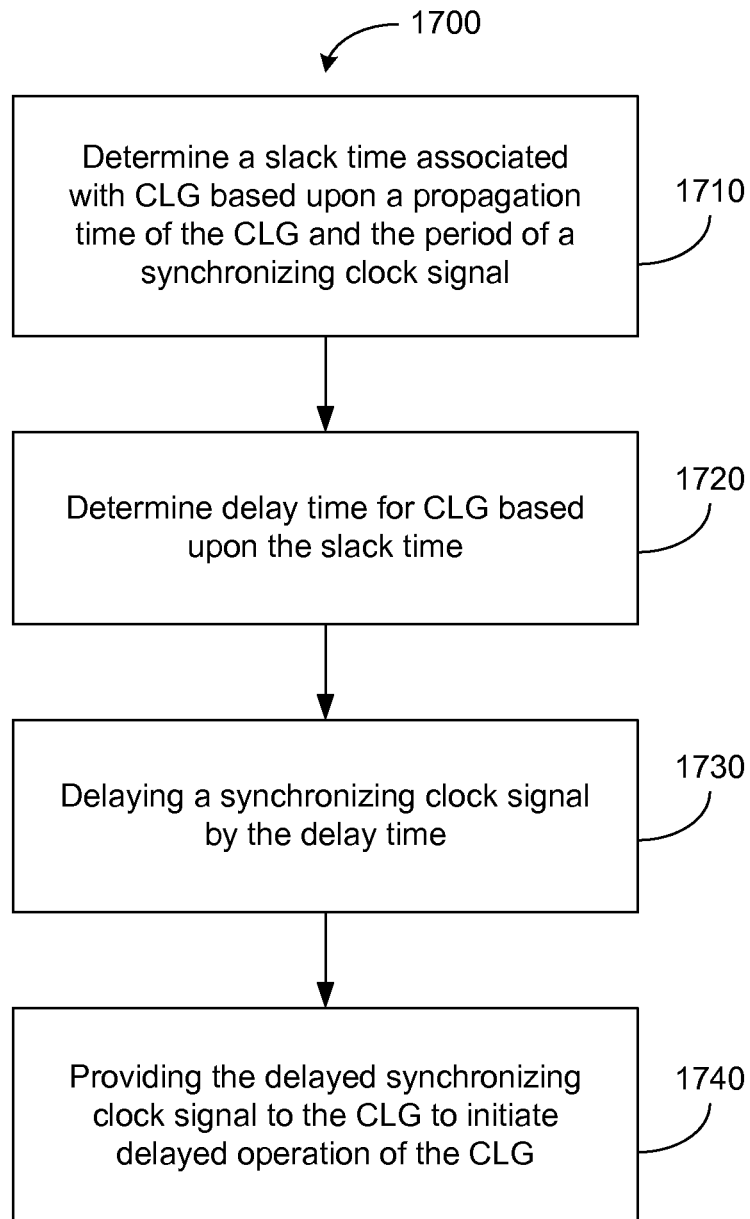 1700
Determine a slack time associated
with CLG based upon a propagation
time of the CLG and the period of a
synchronizing clock signal
1710
Determine delay time for CLG based
upon the slack time
1720
Delaying a synchronizing clock signal
by the delay time
1730
Providing the delayed synchronizing
clock signal to the CLG to initiate
delayed operation of the CLG
1740